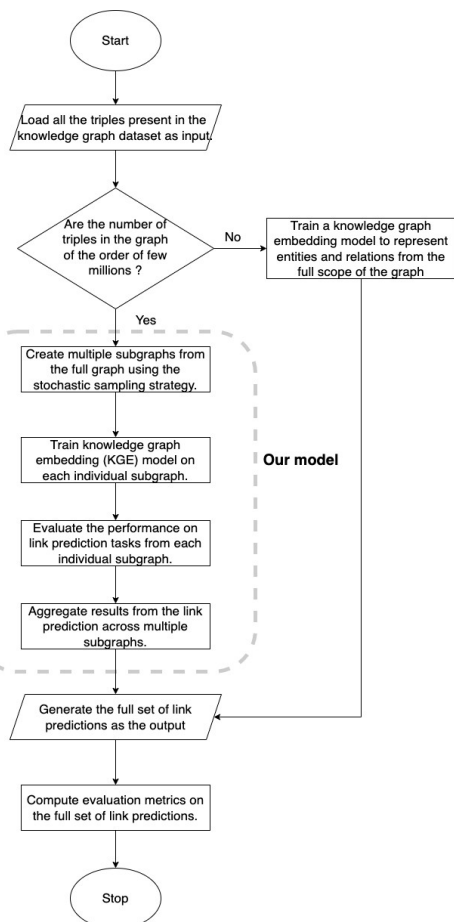 Start
Load all the triples present in the
knowledge graph dataset as input.
Are the number of
triples in the graph
of the order of few
millions ?
No
Train a knowledge graph
embedding model to represent
entities and relations from the
full scope of the graph
Yes
Create multiple subgraphs from
the full graph using the
stochastic sampling strategy.
Train knowledge graph
embedding (KGE) model on
each individual subgraph.
Our model
Evaluate the performance on
link prediction tasks from each
individual subgraph.
Aggregate results from the link
prediction across multiple
subgraphs.
Generate the full set of link
predictions as the output
Compute evaluation metrics on
the full set of link predictions.
Stop